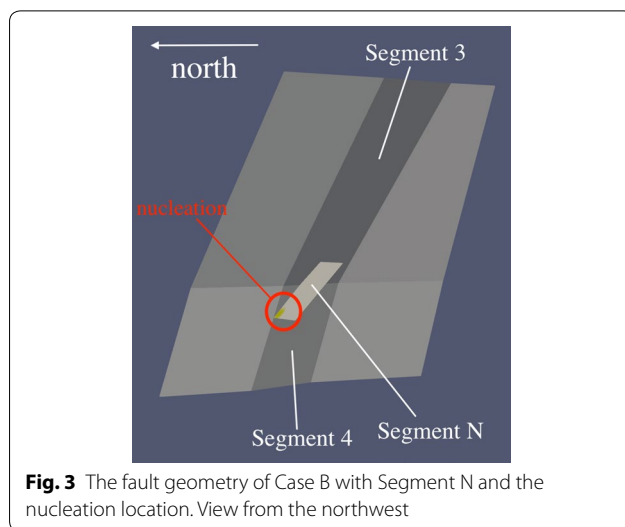 Segment 3
north
nucleation
Segment N
Segment 4
Fig. 3 The fault geometry of Case B with Segment N and the
nucleation location. View from the northwest